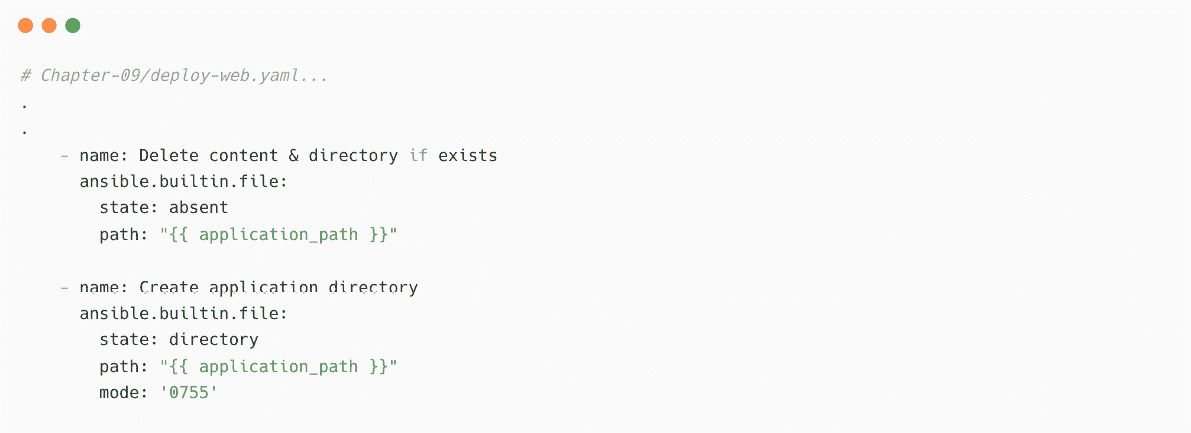 # Chapter-09/deploy-web.yaml...
.
.
    - name: Delete content & directory if exists
      ansible.builtin.file:
        state: absent
        path: "{{ application_path }}"

    - name: Create application directory
      ansible.builtin.file:
        state: directory
        path: "{{ application_path }}"
        mode: '0755'